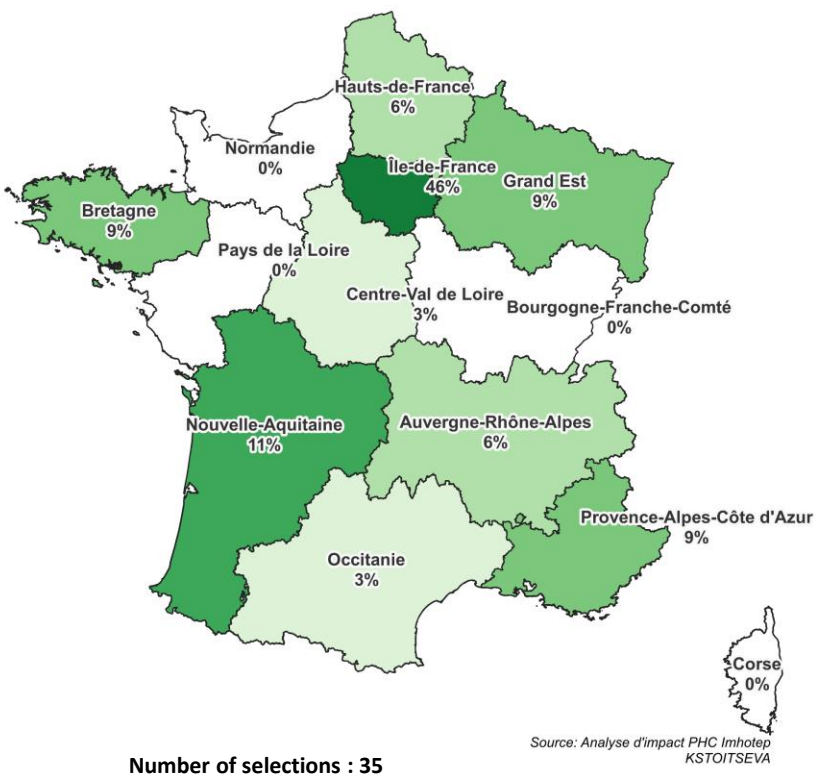 Hauts-de-France
6%
Normandie
0%
Île-de-France
46%
Grand Est
9%
Bretagne
9%
Pays de la Loire
0%
Centre-Val de Loire
3%
Bourgogne-Franche-Comté
0%
Nouvelle-Aquitaine
11%
Auvergne-Rhône-Alpes
6%
Provence-Alpes-Côte d'Azur
9%
Occitanie
3%
Corse
0%
Source: Analyse d'impact PHC Imhotep
KSTOITSEVA
Number of selections : 35